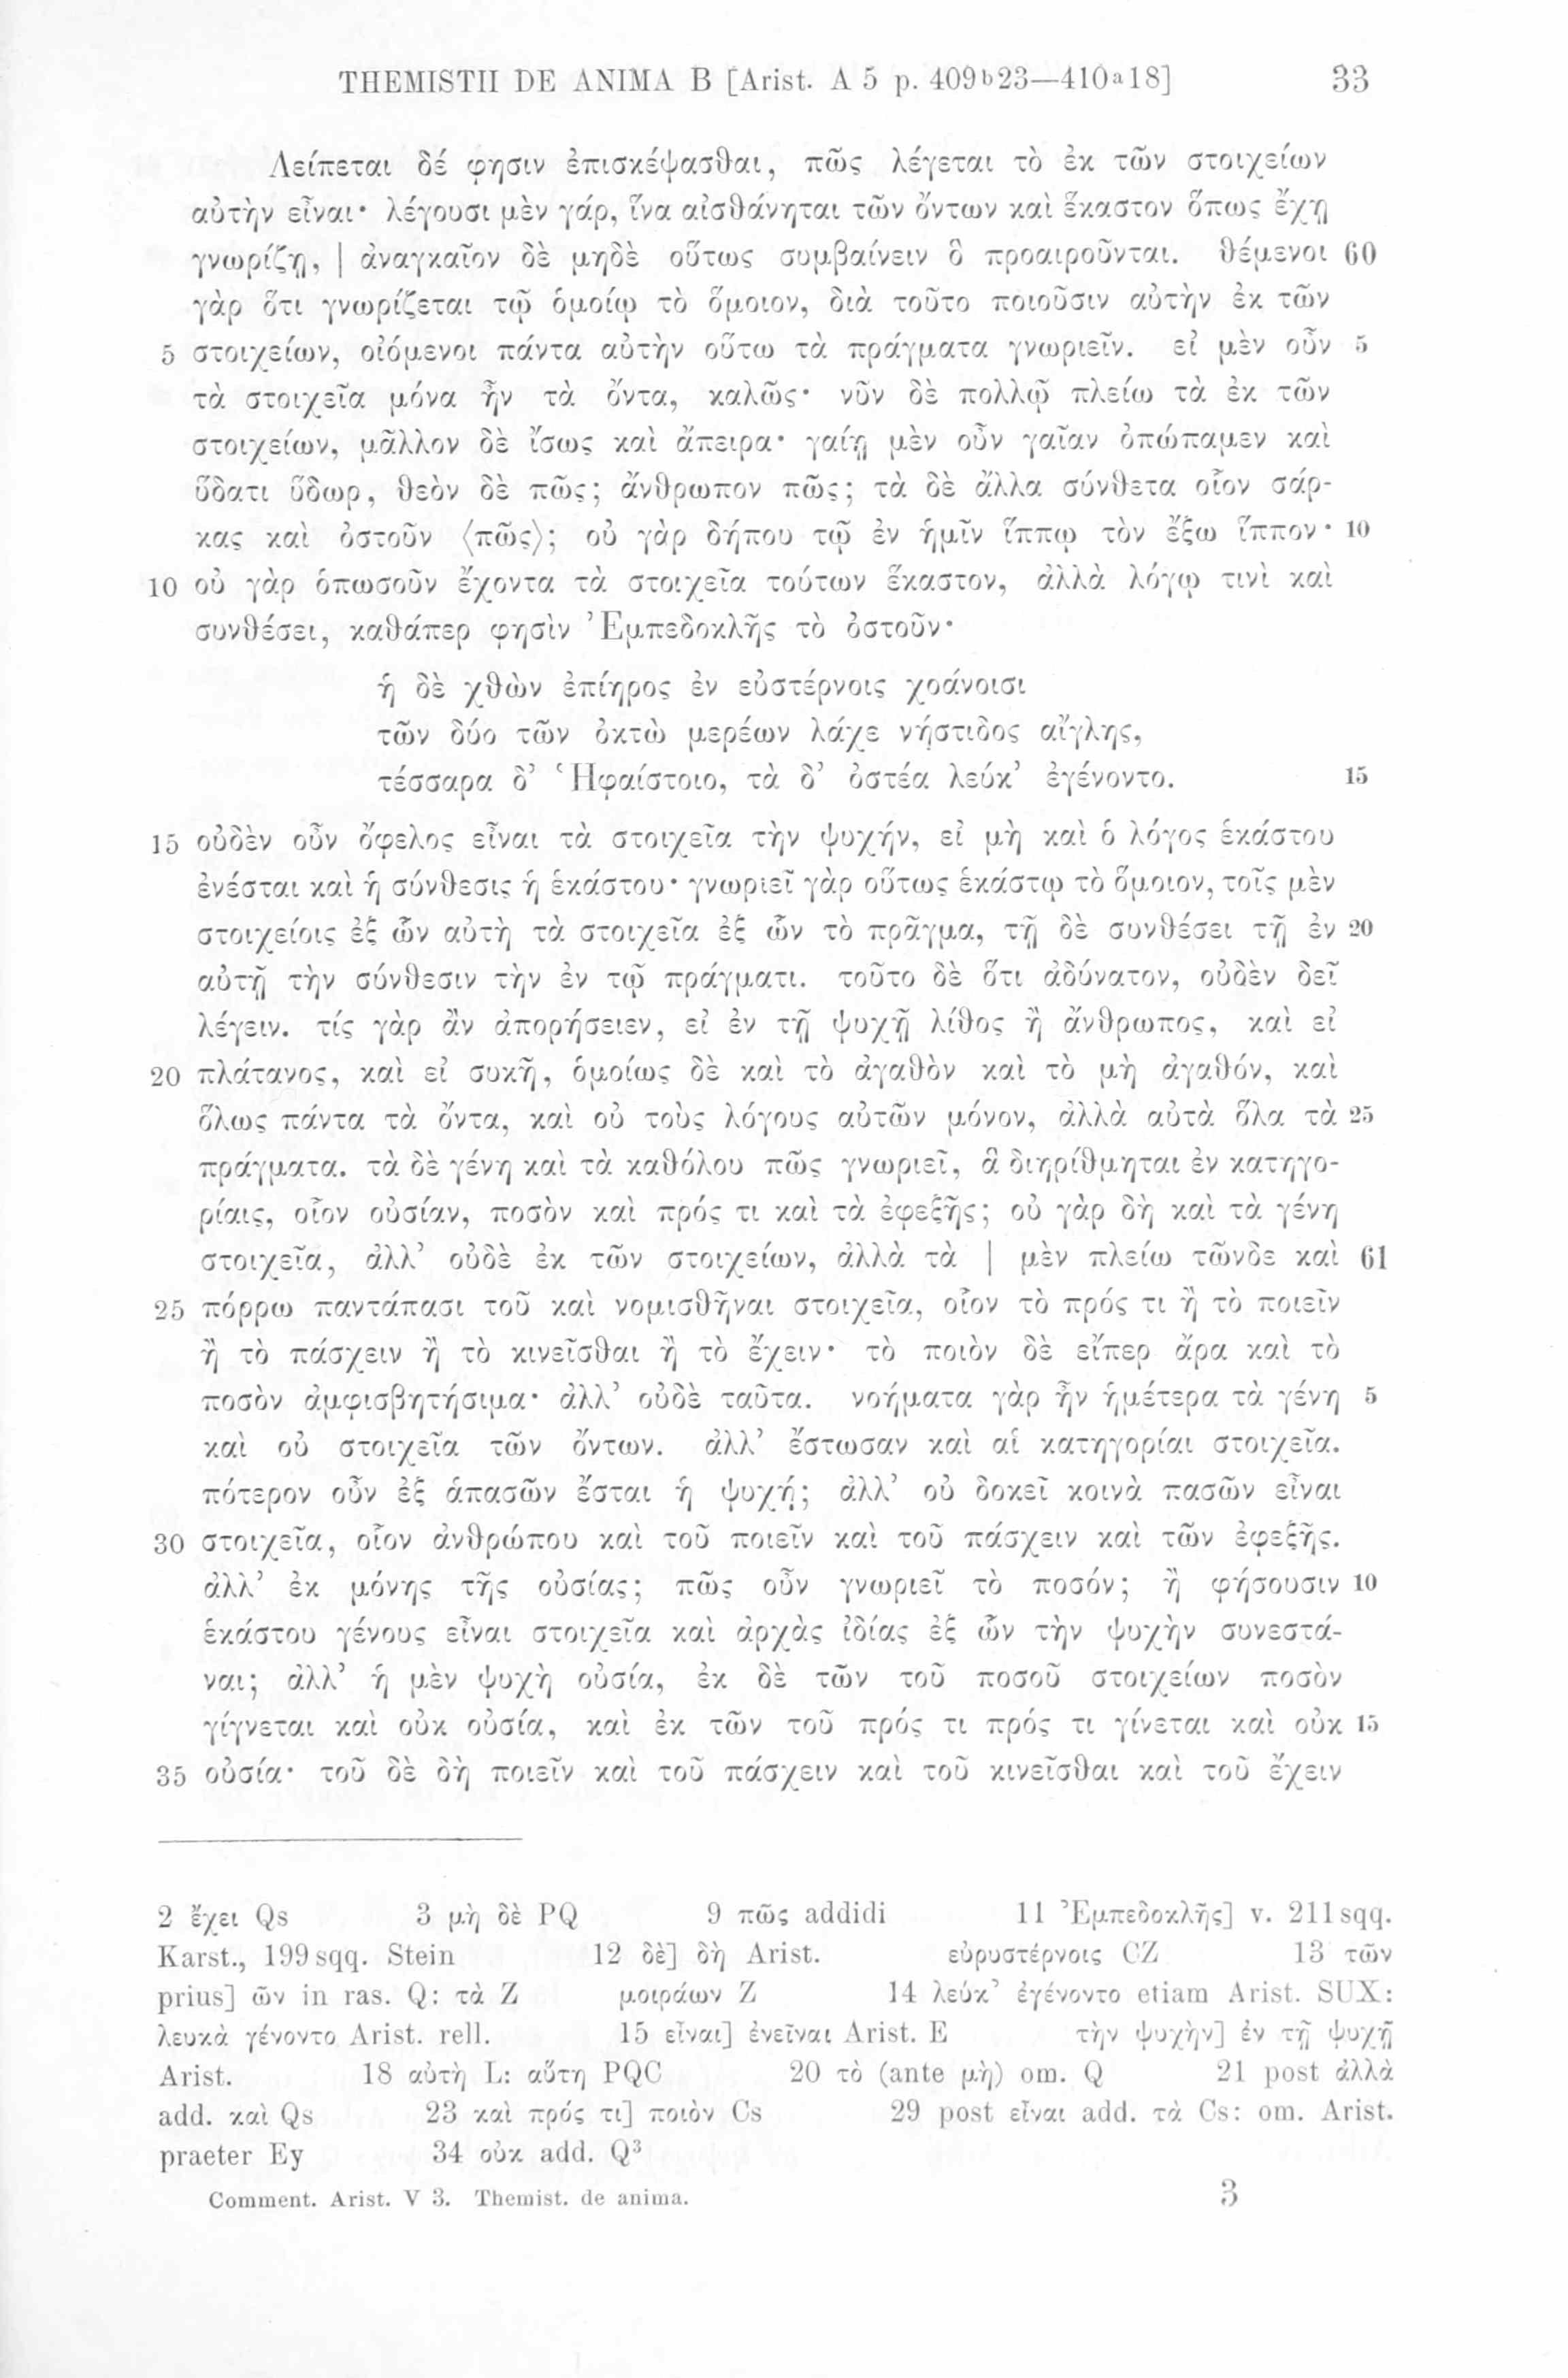 THEMISTII DE ANIMA B [Arist. A 5 p. 409b23—410a18] 33
Λείπεται δέ φησιν ἐπισκέψασθαι, πῶς λέγεται τὸ ἐκ τῶν στοιχείων
αὐτὴν εἶναι· λέγουσι μὲν γάρ, ἵνα αἰσθάνηται τῶν ὄντων καὶ ἕκαστον ὅπως ἔχῃ
γνωρίζῃ, | ἀναγκαῖον δὲ μηδὲ οὕτως συμβαίνειν ὃ προαιροῦνται. θέμενοι 60
γὰρ ὅτι γνωρίζεται τῷ ὁμοίῳ τὸ ὅμοιον, διὰ τοῦτο ποιοῦσιν αὐτὴν ἐκ τῶν
5 στοιχείων, οἰόμενοι πάντα αὐτὴν οὕτω τὰ πράγματα γνωριεῖν. εἰ μὲν οὖν 5
τὰ στοιχεῖα μόνα ἦν τὰ ὄντα, καλῶς· νῦν δὲ πολλῷ πλείω τὰ ἐκ τῶν
στοιχείων, μᾶλλον δὲ ἴσως καὶ ἄπειρα· γαίῃ μὲν οὖν γαῖαν ὀπώπαμεν καὶ
ὕδατι ὕδωρ, θεὸν δὲ πῶς; ἄνθρωπον πῶς; τὰ δὲ ἄλλα σύνθετα οἷον σάρ-
κας καὶ ὀστοῦν ⟨πῶς⟩; οὐ γὰρ δήπου τῷ ἐν ἡμῖν ἵππῳ τὸν ἔξω ἵππον· 10
10 οὐ γὰρ ὁπωσοῦν ἔχοντα τὰ στοιχεῖα τούτων ἕκαστον, ἀλλὰ λόγῳ τινὶ καὶ
συνθέσει, καθάπερ φησὶν Ἐμπεδοκλῆς τὸ ὀστοῦν·
ἡ δὲ χθὼν ἐπίηρος ἐν εὐστέρνοις χοάνοισι
τῶν δύο τῶν ὀκτὼ μερέων λάχε νήστιδος αἴγλης,
τέσσαρα δ’ Ἡφαίστοιο, τὰ δ’ ὀστέα λεύκ’ ἐγένοντο. 15
15 οὐδὲν οὖν ὄφελος εἶναι τὰ στοιχεῖα τὴν ψυχήν, εἰ μὴ καὶ ὁ λόγος ἑκάστου
ἐνέσται καὶ ἡ σύνθεσις ἡ ἑκάστου· γνωριεῖ γὰρ οὕτως ἑκάστῳ τὸ ὅμοιον, τοῖς μὲν
στοιχείοις ἐξ ὧν αὐτὴ τὰ στοιχεῖα ἐξ ὧν τὸ πρᾶγμα, τῇ δὲ συνθέσει τῇ ἐν 20
αὐτῇ τὴν σύνθεσιν τὴν ἐν τῷ πράγματι. τοῦτο δὲ ὅτι ἀδύνατον, οὐδὲν δεῖ
λέγειν. τίς γὰρ ἂν ἀπορήσειεν, εἰ ἐν τῇ ψυχῇ λίθος ἢ ἄνθρωπος, καὶ εἰ
20 πλάτανος, καὶ εἰ συκῆ, ὁμοίως δὲ καὶ τὸ ἀγαθὸν καὶ τὸ μὴ ἀγαθόν, καὶ
ὅλως πάντα τὰ ὄντα, καὶ οὐ τοὺς λόγους αὐτῶν μόνον, ἀλλὰ αὐτὰ ὅλα τὰ 25
πράγματα. τὰ δὲ γένη καὶ τὰ καθόλου πῶς γνωριεῖ, ἃ διηρίθμηται ἐν κατηγο-
ρίαις, οἷον οὐσίαν, ποσὸν καὶ πρός τι καὶ τὰ ἐφεξῆς; οὐ γὰρ δὴ καὶ τὰ γένη
στοιχεῖα, ἀλλ’ οὐδὲ ἐκ τῶν στοιχείων, ἀλλὰ τὰ | μὲν πλείω τῶνδε καὶ 61
25 πόρρω παντάπασι τοῦ καὶ νομισθῆναι στοιχεῖα, οἷον τὸ πρός τι ἢ τὸ ποιεῖν
ἢ τὸ πάσχειν ἢ τὸ κινεῖσθαι ἢ τὸ ἔχειν· τὸ ποιὸν δὲ εἴπερ ἄρα καὶ τὸ
ποσὸν ἀμφισβητήσιμα· ἀλλ’ οὐδὲ ταῦτα. νοήματα γὰρ ἦν ἡμέτερα τὰ γένη 5
καὶ οὐ στοιχεῖα τῶν ὄντων. ἀλλ’ ἔστωσαν καὶ αἱ κατηγορίαι στοιχεῖα.
πότερον οὖν ἐξ ἁπασῶν ἔσται ἡ ψυχή; ἀλλ’ οὐ δοκεῖ κοινὰ πασῶν εἶναι
30 στοιχεῖα, οἷον ἀνθρώπου καὶ τοῦ ποιεῖν καὶ τοῦ πάσχειν καὶ τῶν ἐφεξῆς.
ἀλλ’ ἐκ μόνης τῆς οὐσίας; πῶς οὖν γνωριεῖ τὸ ποσόν; ἢ φήσουσιν 10
ἑκάστου γένους εἶναι στοιχεῖα καὶ ἀρχὰς ἰδίας ἐξ ὧν τὴν ψυχὴν συνεστά-
ναι; ἀλλ’ ἡ μὲν ψυχὴ οὐσία, ἐκ δὲ τῶν τοῦ ποσοῦ στοιχείων ποσὸν
γίγνεται καὶ οὐκ οὐσία, καὶ ἐκ τῶν τοῦ πρός τι πρός τι γίνεται καὶ οὐκ 15
35 οὐσία· τοῦ δὲ δὴ ποιεῖν καὶ τοῦ πάσχειν καὶ τοῦ κινεῖσθαι καὶ τοῦ ἔχειν
2 ἔχει Qs 3 μὴ δὲ PQ 9 πῶς addidi 11 Ἐμπεδοκλῆς] v. 211 sqq.
Karst., 199 sqq. Stein 12 δὲ] δὴ Arist. εὐρυστέρνοις CZ 13 τῶν
prius] ὧν in ras. Q: τὰ Z μοιράων Z 14 λεύκ’ ἐγένοντο etiam Arist. SUX:
λευκὰ γένοντο Arist. rell. 15 εἶναι] ἐνεῖναι Arist. E τὴν ψυχὴν] ἐν τῇ ψυχῇ
Arist. 18 αὐτὴ L: αὕτη PQC 20 τὸ (ante μὴ) om. Q 21 post ἀλλὰ
add. καὶ Qs 23 καὶ πρός τι] ποιὸν Cs 29 post εἶναι add. τὰ Cs: om. Arist.
praeter Ey 34 οὐκ add. Q³
Comment. Arist. V 3. Themist. de anima. 3